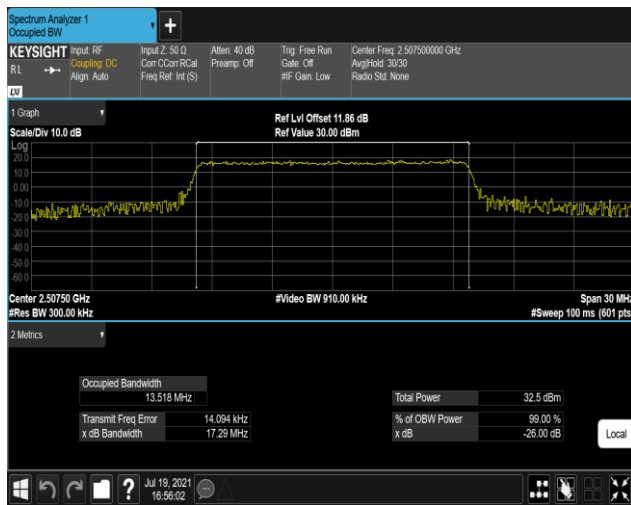 Spectrum Analyzer 1
Occupied BW
+
KEYSIGHT Input: RF Input Z: 50 Ω Atten: 40 dB Trig: Free Run Center Freq: 2.507500000 GHz
RL Coupling: DC Corr CCorr RCal Preamp: Off Gate: Off Avg|Hold: 30/30
Align: Auto Freq Ref: Int (S) #IF Gain: Low Radio Std: None
LXI
1 Graph Ref Lvl Offset 11.86 dB
Scale/Div 10.0 dB Ref Value 30.00 dBm
Log
20.0
10.0
0.00
-10.0
-20.0
-30.0
-40.0
-50.0
-60.0
Center 2.50750 GHz #Video BW 910.00 kHz Span 30 MHz
#Res BW 300.00 kHz #Sweep 100 ms (601 pts
2 Metrics
Occupied Bandwidth
13.518 MHz Total Power 32.5 dBm
Transmit Freq Error 14.094 kHz % of OBW Power 99.00 %
x dB Bandwidth 17.29 MHz x dB -26.00 dB
Local
? Jul 19, 2021
16:56:02